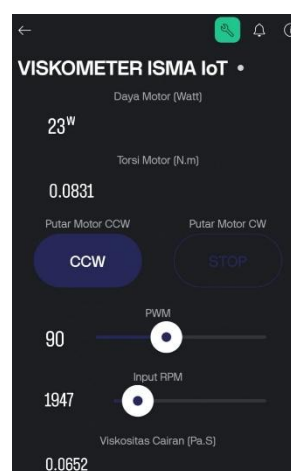 VISKOMETER ISMA IoT
Daya Motor (Watt)
23W
Torsi Motor (N.m)
0.0831
Putar Motor CCW Putar Motor CW
CCW STOP
PWM
90
Input RPM
1947
Viskositas Cairan (Pa.S)
0.0652